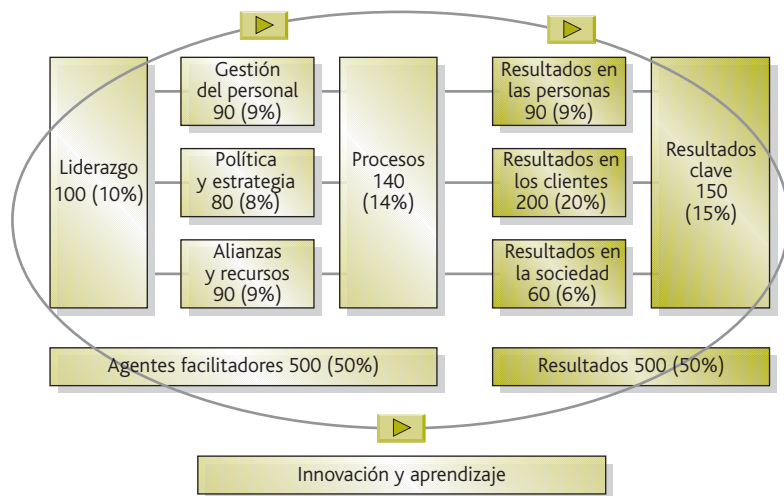 Liderazgo
100 (10%)
Gestión
del personal
90 (9%)
Política
y estrategia
80 (8%)
Alianzas
y recursos
90 (9%)
Procesos
140
(14%)
Resultados en
las personas
90 (9%)
Resultados en
los clientes
200 (20%)
Resultados en
la sociedad
60 (6%)
Resultados
clave
150
(15%)
Agentes facilitadores 500 (50%)
Resultados 500 (50%)
Innovación y aprendizaje